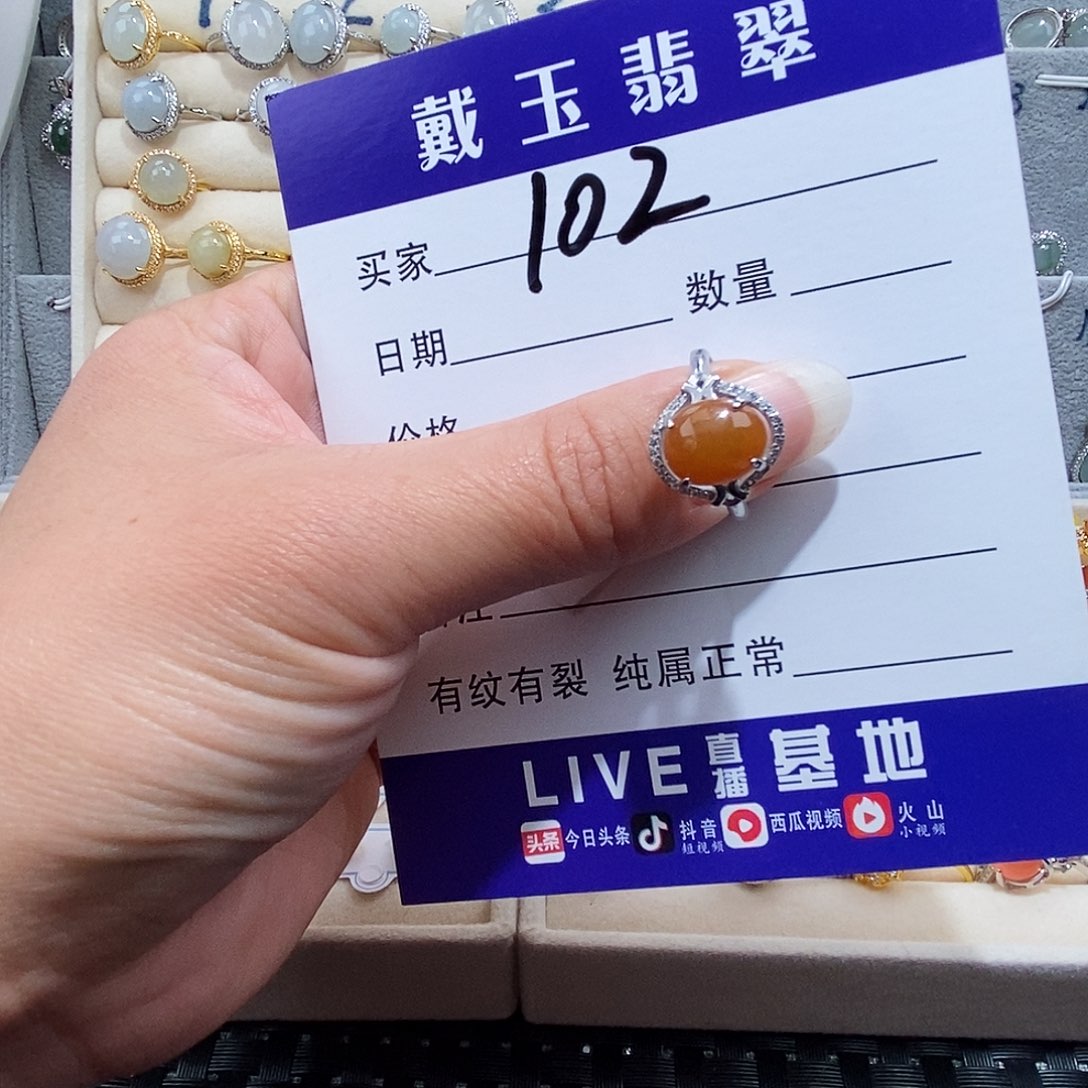 戴玉翡翠
买家 102
日期 数量
价格
有纹有裂 纯属正常
LIVE 直播 基地
头条 今日头条 抖音 短视频 西瓜视频 火山 小视频